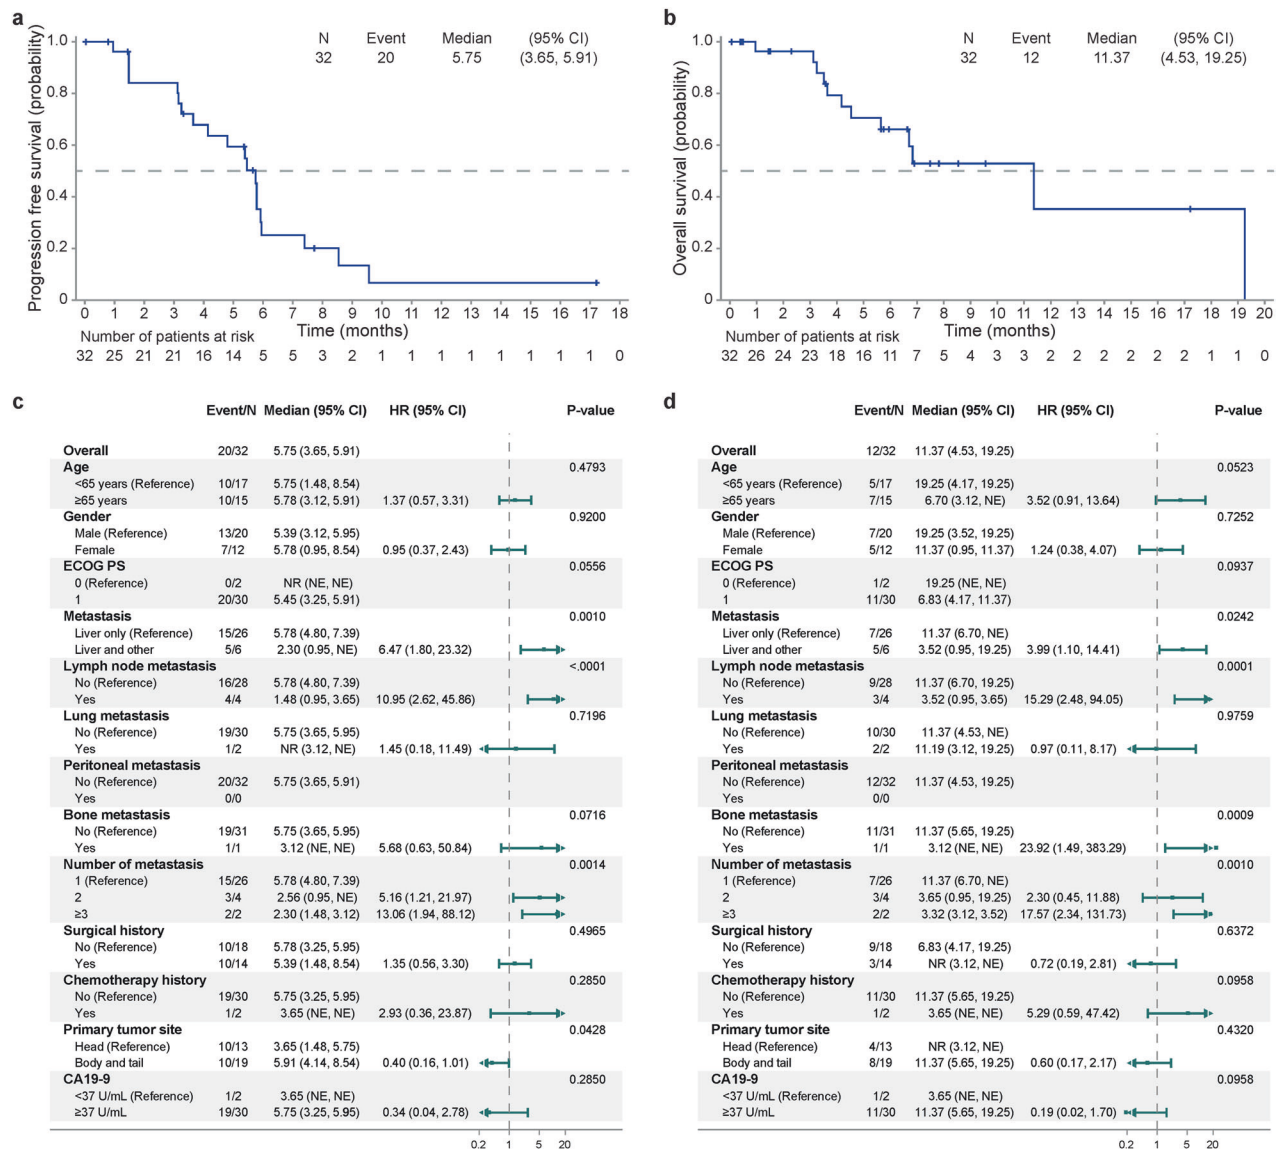 a
N Event Median (95% CI)
32 20 5.75 (3.65, 5.91)
Progression free survival (probability)
1.0
0.8
0.6
0.4
0.2
0
0 1 2 3 4 5 6 7 8 9 10 11 12 13 14 15 16 17 18
Number of patients at risk
Time (months)
32 25 21 21 16 14 5 5 3 2 1 1 1 1 1 1 1 1 0
b
N Event Median (95% CI)
32 12 11.37 (4.53, 19.25)
Overall survival (probability)
1.0
0.8
0.6
0.4
0.2
0
0 1 2 3 4 5 6 7 8 9 10 11 12 13 14 15 16 17 18 19 20
Number of patients at risk
Time (months)
32 26 24 23 18 16 11 7 5 4 3 3 2 2 2 2 2 2 1 1 0
c
Event/N Median (95% CI) HR (95% CI) P-value
Overall 20/32 5.75 (3.65, 5.91)
Age 0.4793
<65 years (Reference) 10/17 5.75 (1.48, 8.54)
≥65 years 10/15 5.78 (3.12, 5.91) 1.37 (0.57, 3.31)
Gender 0.9200
Male (Reference) 13/20 5.39 (3.12, 5.95)
Female 7/12 5.78 (0.95, 8.54) 0.95 (0.37, 2.43)
ECOG PS 0.0556
0 (Reference) 0/2 NR (NE, NE)
1 20/30 5.45 (3.25, 5.91)
Metastasis 0.0010
Liver only (Reference) 15/26 5.78 (4.80, 7.39)
Liver and other 5/6 2.30 (0.95, NE) 6.47 (1.80, 23.32)
Lymph node metastasis <.0001
No (Reference) 16/28 5.78 (4.80, 7.39)
Yes 4/4 1.48 (0.95, 3.65) 10.95 (2.62, 45.86)
Lung metastasis 0.7196
No (Reference) 19/30 5.75 (3.65, 5.95)
Yes 1/2 NR (3.12, NE) 1.45 (0.18, 11.49)
Peritoneal metastasis
No (Reference) 20/32 5.75 (3.65, 5.91)
Yes 0/0
Bone metastasis 0.0716
No (Reference) 19/31 5.75 (3.65, 5.95)
Yes 1/1 3.12 (NE, NE) 5.68 (0.63, 50.84)
Number of metastasis 0.0014
1 (Reference) 15/26 5.78 (4.80, 7.39)
2 3/4 2.56 (0.95, NE) 5.16 (1.21, 21.97)
≥3 2/2 2.30 (1.48, 3.12) 13.06 (1.94, 88.12)
Surgical history 0.4965
No (Reference) 10/18 5.78 (3.25, 5.95)
Yes 10/14 5.39 (1.48, 8.54) 1.35 (0.56, 3.30)
Chemotherapy history 0.2850
No (Reference) 19/30 5.75 (3.25, 5.95)
Yes 1/2 3.65 (NE, NE) 2.93 (0.36, 23.87)
Primary tumor site 0.0428
Head (Reference) 10/13 3.65 (1.48, 5.75)
Body and tail 10/19 5.91 (4.14, 8.54) 0.40 (0.16, 1.01)
CA19-9 0.2850
<37 U/mL (Reference) 1/2 3.65 (NE, NE)
≥37 U/mL 19/30 5.75 (3.25, 5.95) 0.34 (0.04, 2.78)
0.2 1 5 20
d
Event/N Median (95% CI) HR (95% CI) P-value
Overall 12/32 11.37 (4.53, 19.25)
Age 0.0523
<65 years (Reference) 5/17 19.25 (4.17, 19.25)
≥65 years 7/15 6.70 (3.12, NE) 3.52 (0.91, 13.64)
Gender 0.7252
Male (Reference) 7/20 19.25 (3.52, 19.25)
Female 5/12 11.37 (0.95, 11.37) 1.24 (0.38, 4.07)
ECOG PS 0.0937
0 (Reference) 1/2 19.25 (NE, NE)
1 11/30 6.83 (4.17, 11.37)
Metastasis 0.0242
Liver only (Reference) 7/26 11.37 (6.70, NE)
Liver and other 5/6 3.52 (0.95, 19.25) 3.99 (1.10, 14.41)
Lymph node metastasis 0.0001
No (Reference) 9/28 11.37 (6.70, 19.25)
Yes 3/4 3.52 (0.95, 3.65) 15.29 (2.48, 94.05)
Lung metastasis 0.9759
No (Reference) 10/30 11.37 (4.53, NE)
Yes 2/2 11.19 (3.12, 19.25) 0.97 (0.11, 8.17)
Peritoneal metastasis
No (Reference) 12/32 11.37 (4.53, 19.25)
Yes 0/0
Bone metastasis 0.0009
No (Reference) 11/31 11.37 (5.65, 19.25)
Yes 1/1 3.12 (NE, NE) 23.92 (1.49, 383.29)
Number of metastasis 0.0010
1 (Reference) 7/26 11.37 (6.70, NE)
2 3/4 3.65 (0.95, 19.25) 2.30 (0.45, 11.88)
≥3 2/2 3.32 (3.12, 3.52) 17.57 (2.34, 131.73)
Surgical history 0.6372
No (Reference) 9/18 6.83 (4.17, 19.25)
Yes 3/14 NR (3.12, NE) 0.72 (0.19, 2.81)
Chemotherapy history 0.0958
No (Reference) 11/30 11.37 (5.65, 19.25)
Yes 1/2 3.65 (NE, NE) 5.29 (0.59, 47.42)
Primary tumor site 0.4320
Head (Reference) 4/13 NR (3.12, NE)
Body and tail 8/19 11.37 (5.65, 19.25) 0.60 (0.17, 2.17)
CA19-9 0.0958
<37 U/mL (Reference) 1/2 3.65 (NE, NE)
≥37 U/mL 11/30 11.37 (5.65, 19.25) 0.19 (0.02, 1.70)
0.2 1 5 20